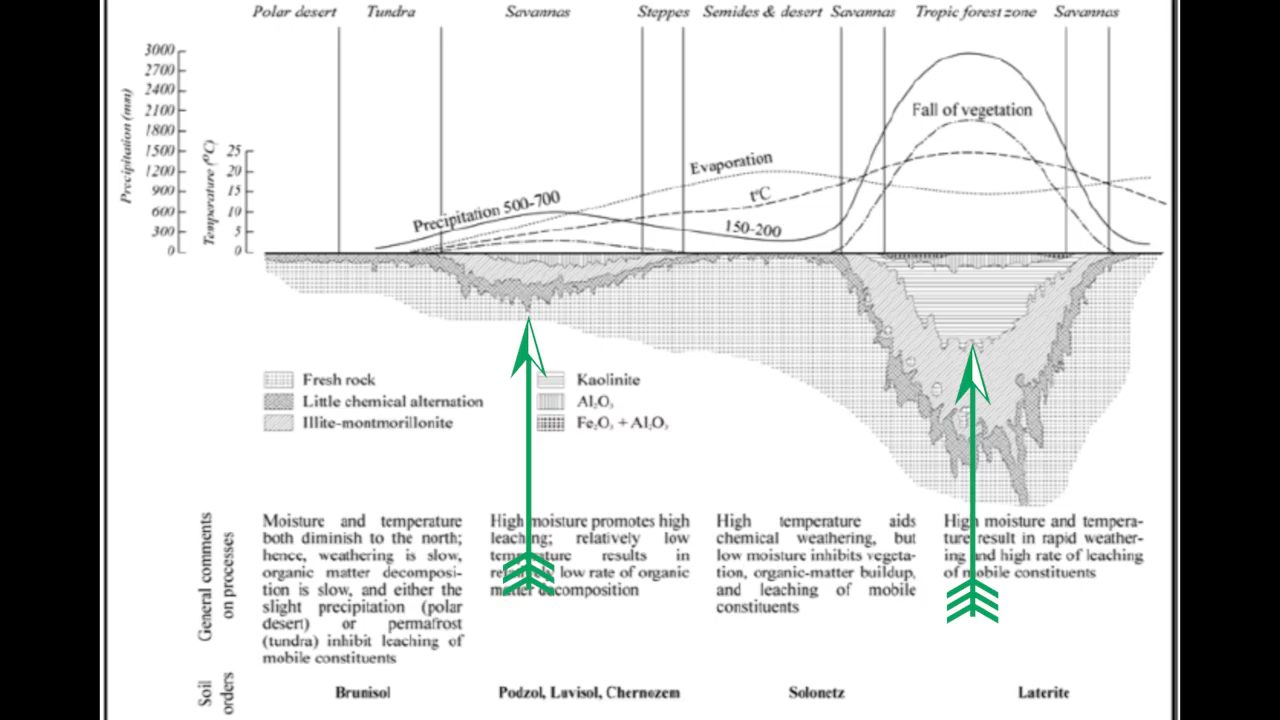 Polar desert
Tundra
Savannas
Steppes
Semides & desert
Savannas
Tropic forest zone
Savannas
Precipitation (mm)
3000
2700
2400
2100
1800
1500
1200
900
600
300
0
Temperature (°C)
25
20
15
10
5
0
Fall of vegetation
Evaporation
t°C
Precipitation 500-700
150-200
Fresh rock
Little chemical alternation
Illite-montmorillonite
Kaolinite
Al₂O₃
Fe₂O₃ + Al₂O₃
General comments
on processes
Moisture and temperature
both diminish to the north;
hence, weathering is slow,
organic matter decomposi-
tion is slow, and either the
slight precipitation (polar
desert) or permafrost
(tundra) inhibit leaching of
mobile constituents
High moisture promotes high
leaching; relatively low
temperature results in
relatively low rate of organic
matter decomposition
High temperature aids
chemical weathering, but
low moisture inhibits vegeta-
tion, organic-matter buildup,
and leaching of mobile
constituents
High moisture and tempera-
ture result in rapid weather-
ing and high rate of leaching
of mobile constituents
Soil
orders
Brunisol
Podzol, Luvisol, Chernozem
Solonetz
Laterite